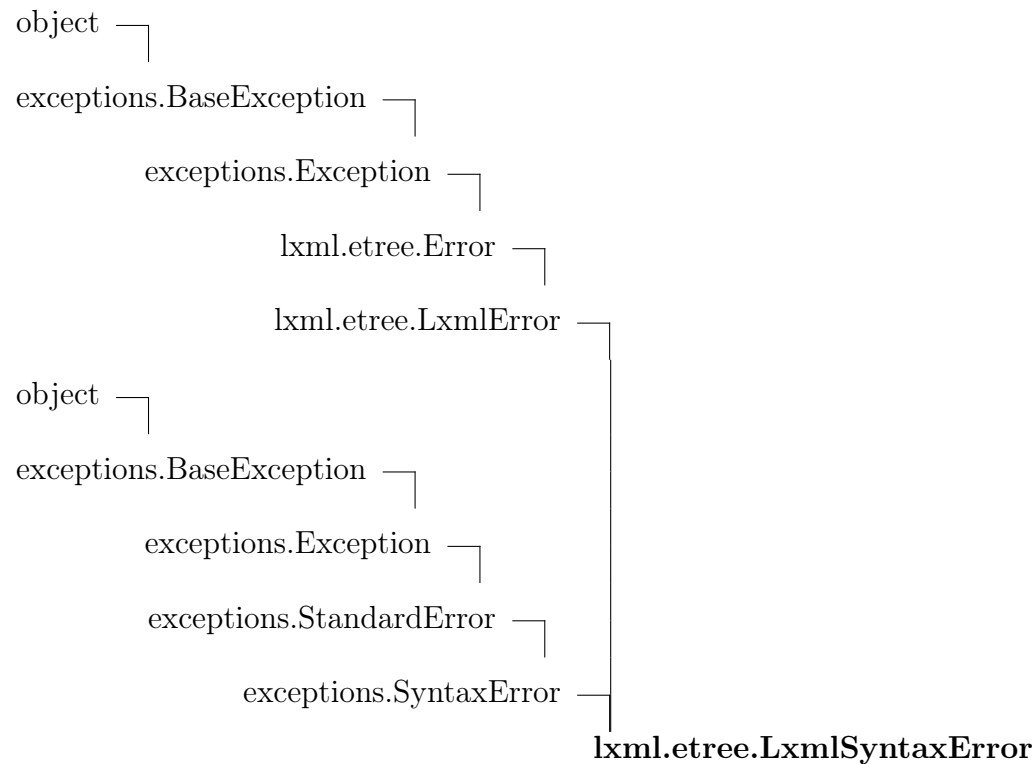 object
exceptions.BaseException
exceptions.Exception
lxml.etree.Error
lxml.etree.LxmlError
object
exceptions.BaseException
exceptions.Exception
exceptions.StandardError
exceptions.SyntaxError
lxml.etree.LxmlSyntaxError